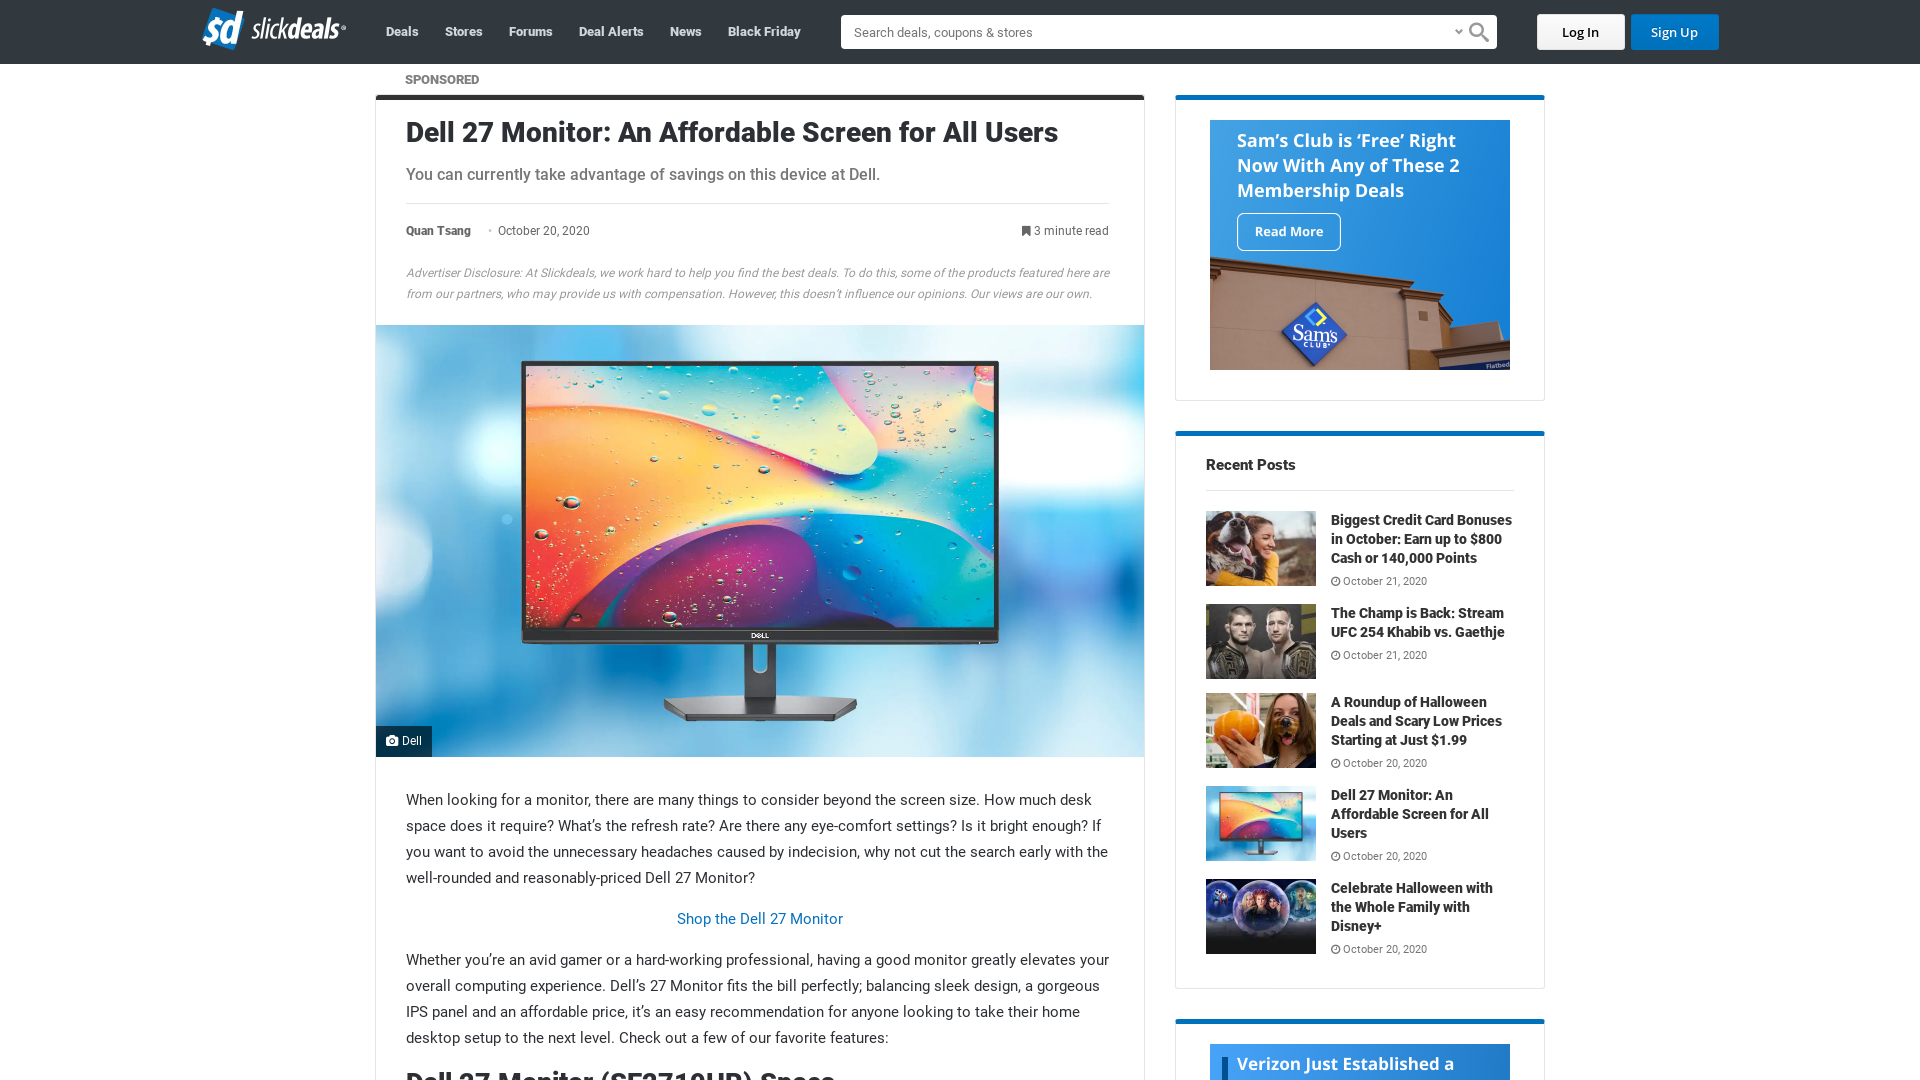 $d slickdeals
Deals
Stores
Forums
Deal Alerts
News
Black Friday
Search deals, coupons & stores
Log In
Sign Up
SPONSORED
Dell 27 Monitor: An Affordable Screen for All Users
You can currently take advantage of savings on this device at Dell.
Quan Tsang • October 20, 2020
3 minute read
Advertiser Disclosure: At Slickdeals, we work hard to help you find the best deals. To do this, some of the products featured here are
from our partners, who may provide us with compensation. However, this doesn’t influence our opinions. Our views are our own.
DELL
Dell
When looking for a monitor, there are many things to consider beyond the screen size. How much desk
space does it require? What’s the refresh rate? Are there any eye-comfort settings? Is it bright enough? If
you want to avoid the unnecessary headaches caused by indecision, why not cut the search early with the
well-rounded and reasonably-priced Dell 27 Monitor?
Shop the Dell 27 Monitor
Whether you’re an avid gamer or a hard-working professional, having a good monitor greatly elevates your
overall computing experience. Dell’s 27 Monitor fits the bill perfectly; balancing sleek design, a gorgeous
IPS panel and an affordable price, it’s an easy recommendation for anyone looking to take their home
desktop setup to the next level. Check out a few of our favorite features:
Dell 27 Monitor (SE2719HR) Specs
Sam’s Club is ‘Free’ Right
Now With Any of These 2
Membership Deals
Read More
Sam's
CLUB
Flatbed
Recent Posts
Biggest Credit Card Bonuses
in October: Earn up to $800
Cash or 140,000 Points
October 21, 2020
The Champ is Back: Stream
UFC 254 Khabib vs. Gaethje
October 21, 2020
A Roundup of Halloween
Deals and Scary Low Prices
Starting at Just $1.99
October 20, 2020
Dell 27 Monitor: An
Affordable Screen for All
Users
October 20, 2020
Celebrate Halloween with
the Whole Family with
Disney+
October 20, 2020
Verizon Just Established a